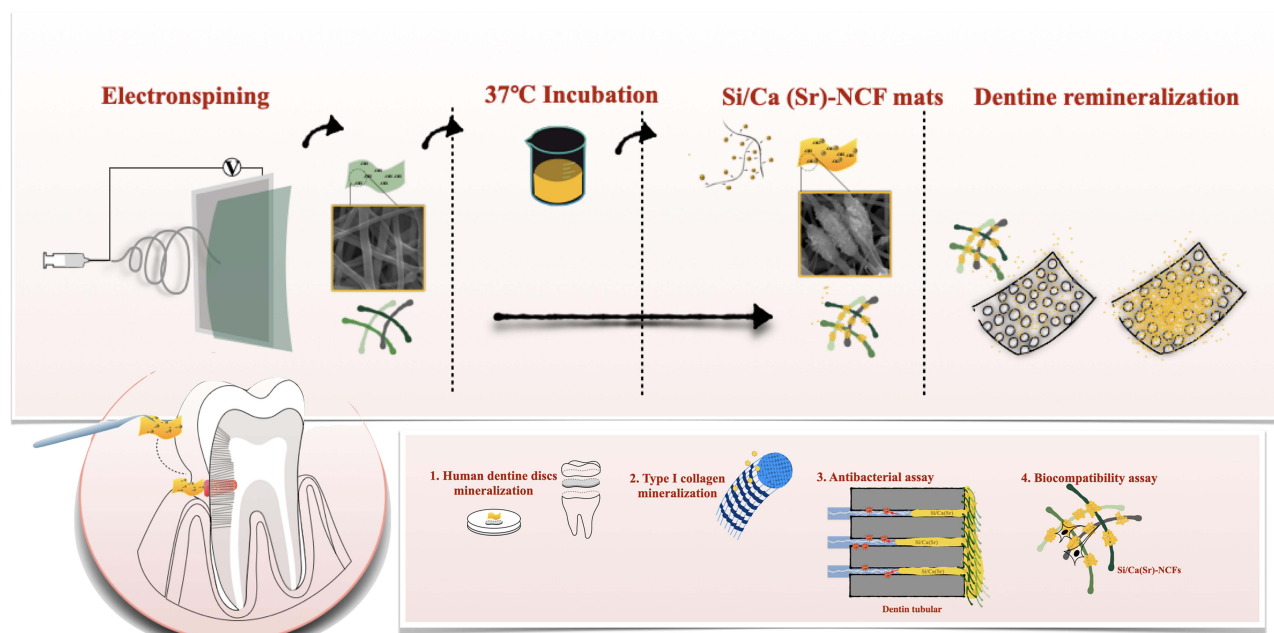 Electronspining
37℃ Incubation
Si/Ca (Sr)-NCF mats
Dentine remineralization
V
1. Human dentine discs
mineralization
2. Type I collagen
mineralization
3. Antibacterial assay
Si/Ca(Sr)
Si/Ca(Sr)
Si/Ca(Sr)
Dentin tubular
4. Biocompatibility assay
Si/Ca(Sr)-NCFs